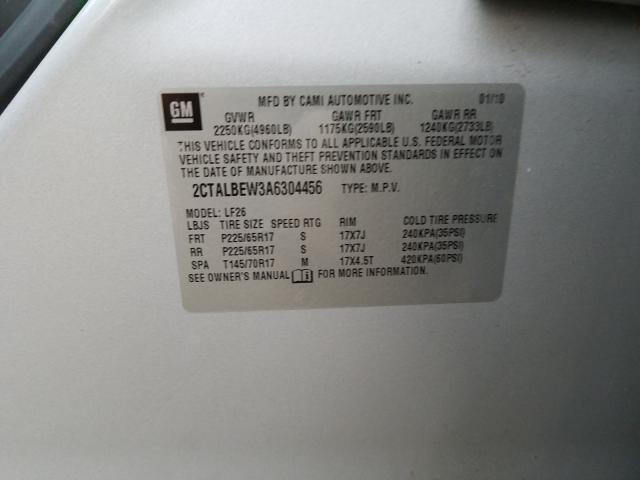 GM
MFD BY CAMI AUTOMOTIVE INC. 01/10
GVWR GAWR FRT GAWR RR
2250KG(4960LB) 1175KG(2590LB) 1240KG(2733LB)
THIS VEHICLE CONFORMS TO ALL APPLICABLE U.S. FEDERAL MOTOR
VEHICLE SAFETY AND THEFT PREVENTION STANDARDS IN EFFECT ON
THE DATE OF MANUFACTURE SHOWN ABOVE.
2CTALBEW3A6304456 TYPE: M.P.V.
MODEL: LF26
LBJS TIRE SIZE SPEED RTG RIM COLD TIRE PRESSURE
FRT P225/65R17 S 17X7J 240KPA(35PSI)
RR P225/65R17 S 17X7J 240KPA(35PSI)
SPA T145/70R17 M 17X4.5T 420KPA(60PSI)
SEE OWNER'S MANUAL FOR MORE INFORMATION.